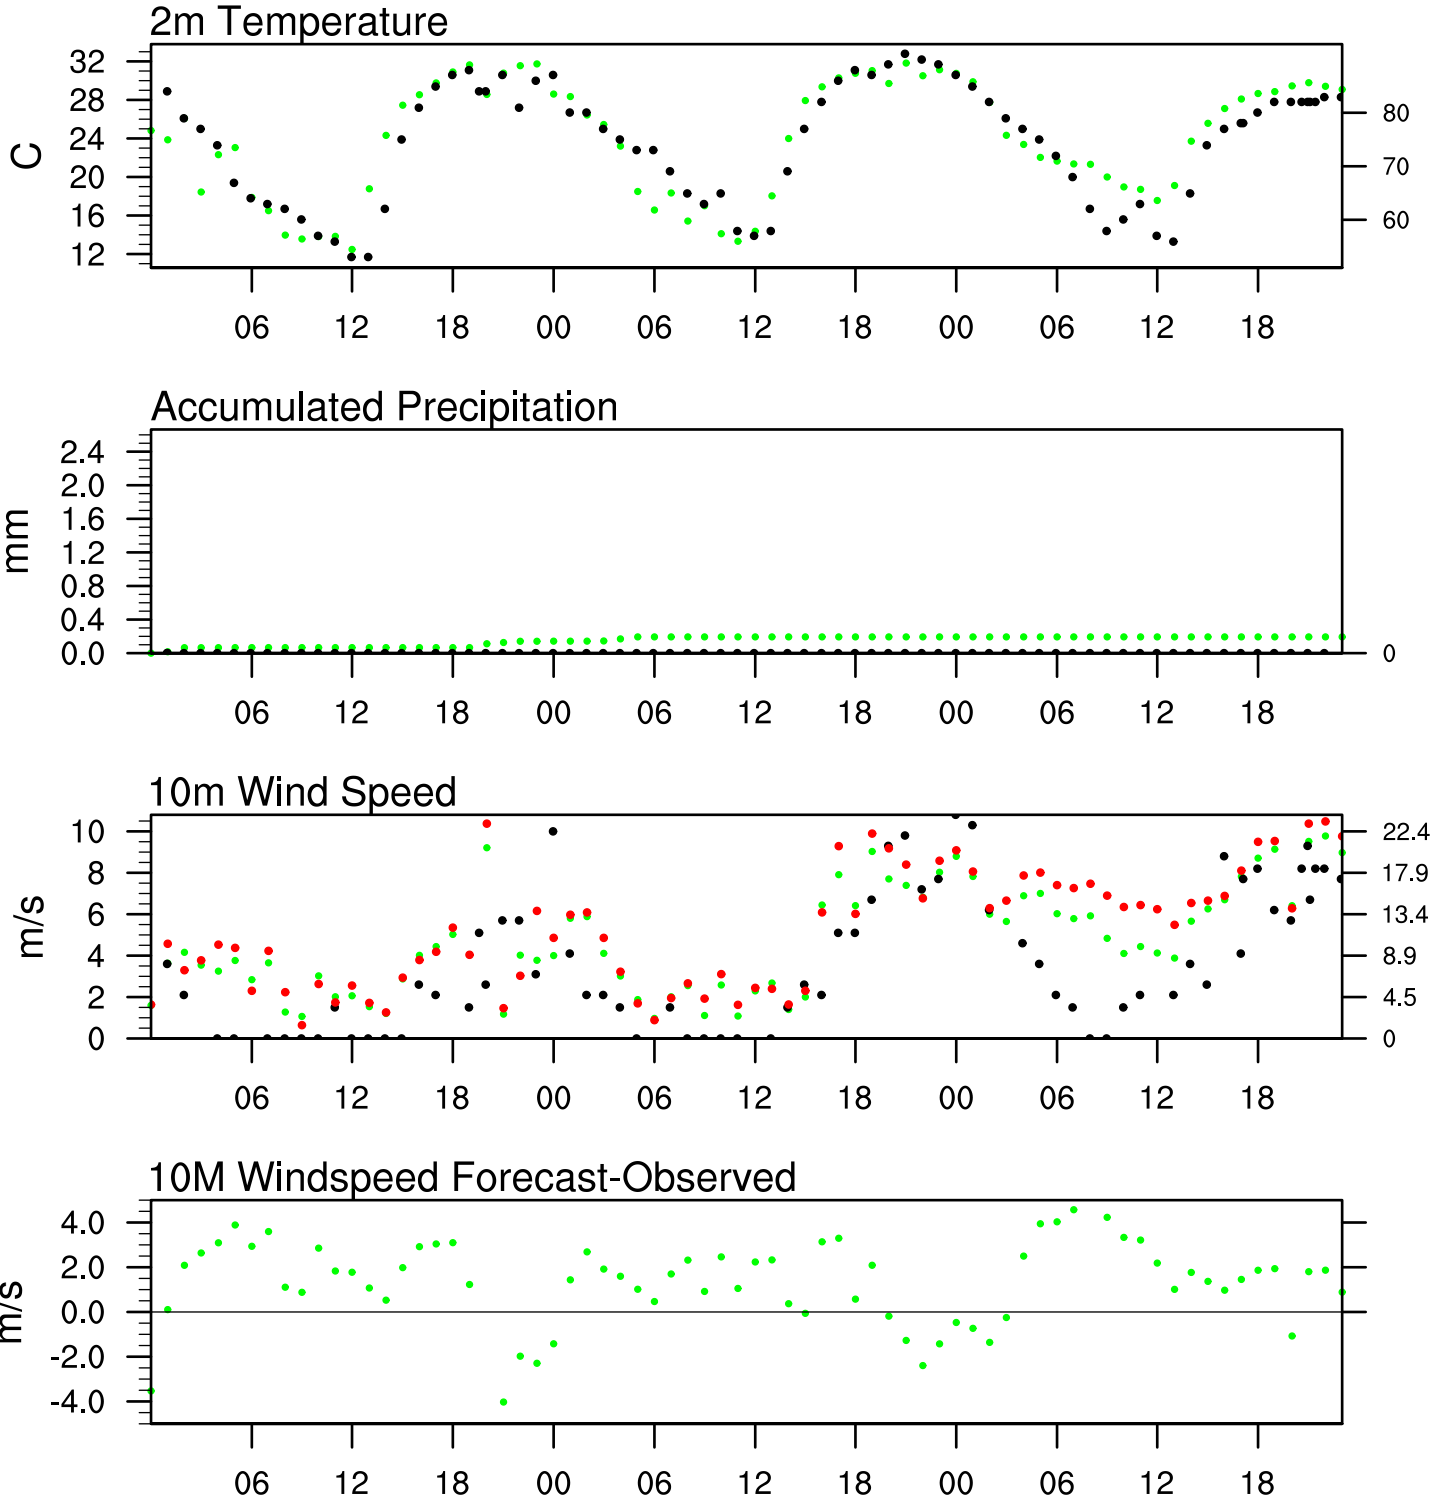 2m Temperature
32
28
24
20
16
12
C
80
70
60
06 12 18 00 06 12 18 00 06 12 18
Accumulated Precipitation
2.4
2.0
1.6
1.2
0.8
0.4
0.0
mm
0
06 12 18 00 06 12 18 00 06 12 18
10m Wind Speed
10
8
6
4
2
0
m/s
22.4
17.9
13.4
8.9
4.5
0
06 12 18 00 06 12 18 00 06 12 18
10M Windspeed Forecast-Observed
4.0
2.0
0.0
-2.0
-4.0
m/s
06 12 18 00 06 12 18 00 06 12 18